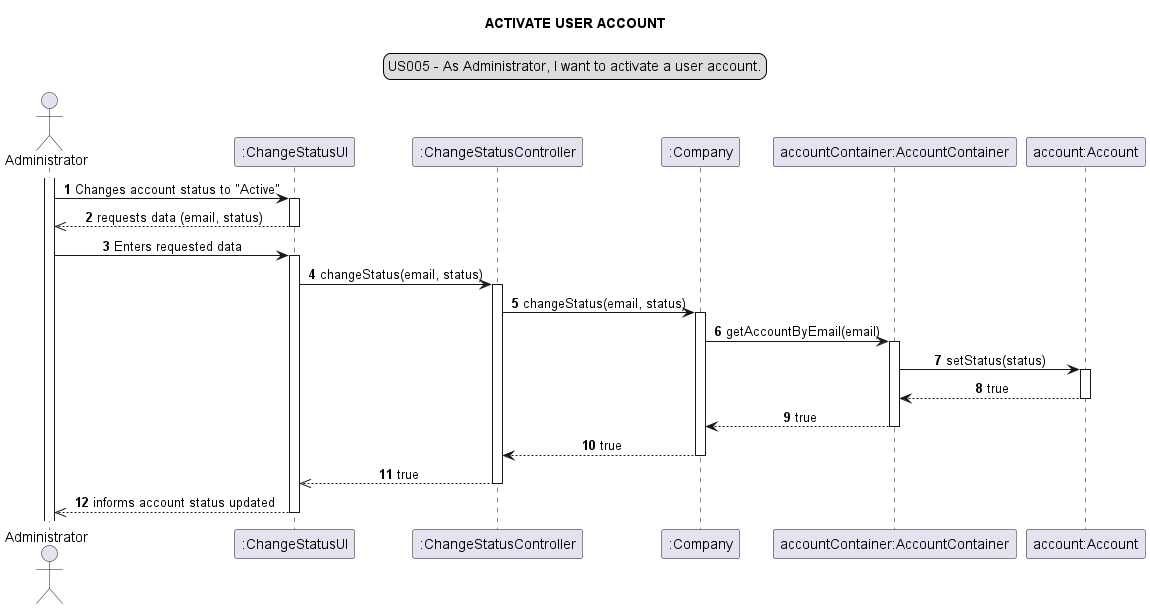 ACTIVATE USER ACCOUNT
US005 - As Administrator, I want to activate a user account.
Administrator
:ChangeStatusUI
:ChangeStatusController
:Company
accountContainer:AccountContainer
account:Account
1 Changes account status to "Active"
2 requests data (email, status)
3 Enters requested data
4 changeStatus(email, status)
5 changeStatus(email, status)
6 getAccountByEmail(email)
7 setStatus(status)
8 true
9 true
10 true
11 true
12 informs account status updated
Administrator
:ChangeStatusUI
:ChangeStatusController
:Company
accountContainer:AccountContainer
account:Account